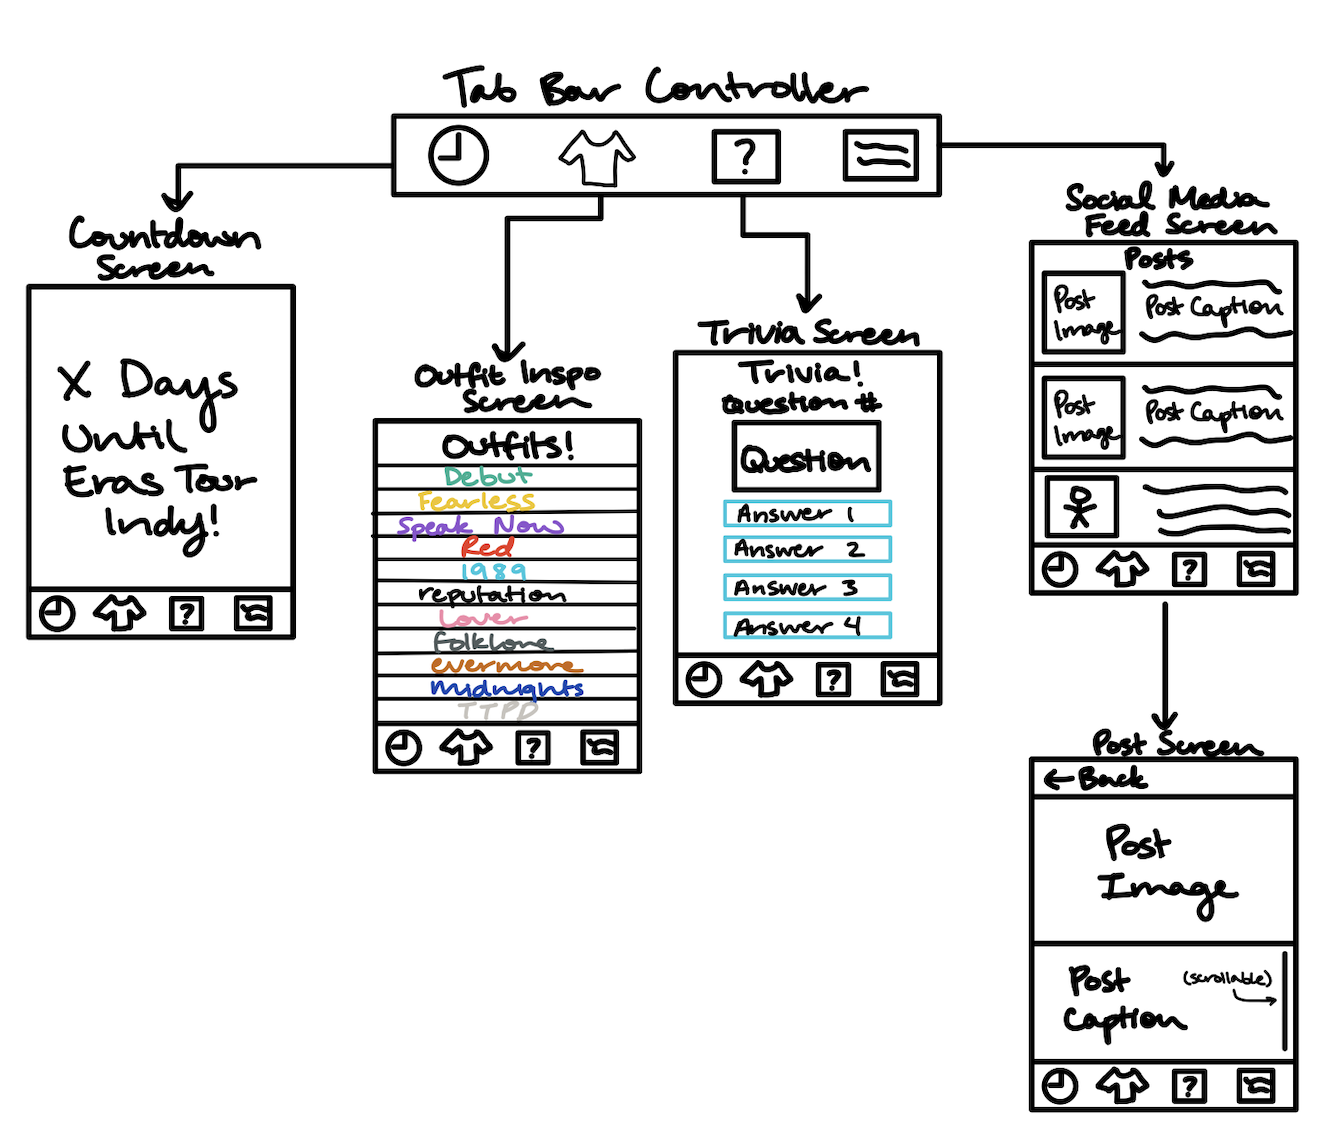 Tab Bar Controller
?
Countdown
Screen
X Days
Until
Eras Tour
Indy!
?
Outfit Inspo
Screen
Outfits!
Debut
Fearless
Speak Now
Red
1989
reputation
Lover
folklore
evermore
Midnights
TTPD
?
Trivia Screen
Trivia!
Question #
Question
Answer 1
Answer 2
Answer 3
Answer 4
?
Social Media
Feed Screen
Posts
Post
Image
Post Caption
Post
Image
Post Caption
?
Post Screen
← Back
Post
Image
Post
Caption
(scrollable)
?